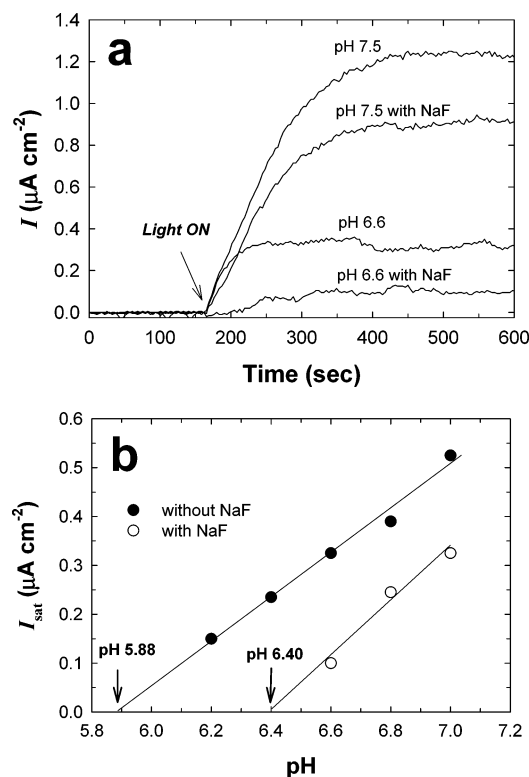 a
1.4
1.2
1.0
0.8
0.6
0.4
0.2
0.0
I (µA cm⁻²)
pH 7.5
pH 7.5 with NaF
Light ON
pH 6.6
pH 6.6 with NaF
0 100 200 300 400 500 600
Time (sec)
b
0.6
0.5
0.4
0.3
0.2
0.1
0.0
Isat (µA cm⁻²)
without NaF
with NaF
pH 5.88
pH 6.40
5.8 6.0 6.2 6.4 6.6 6.8 7.0 7.2
pH